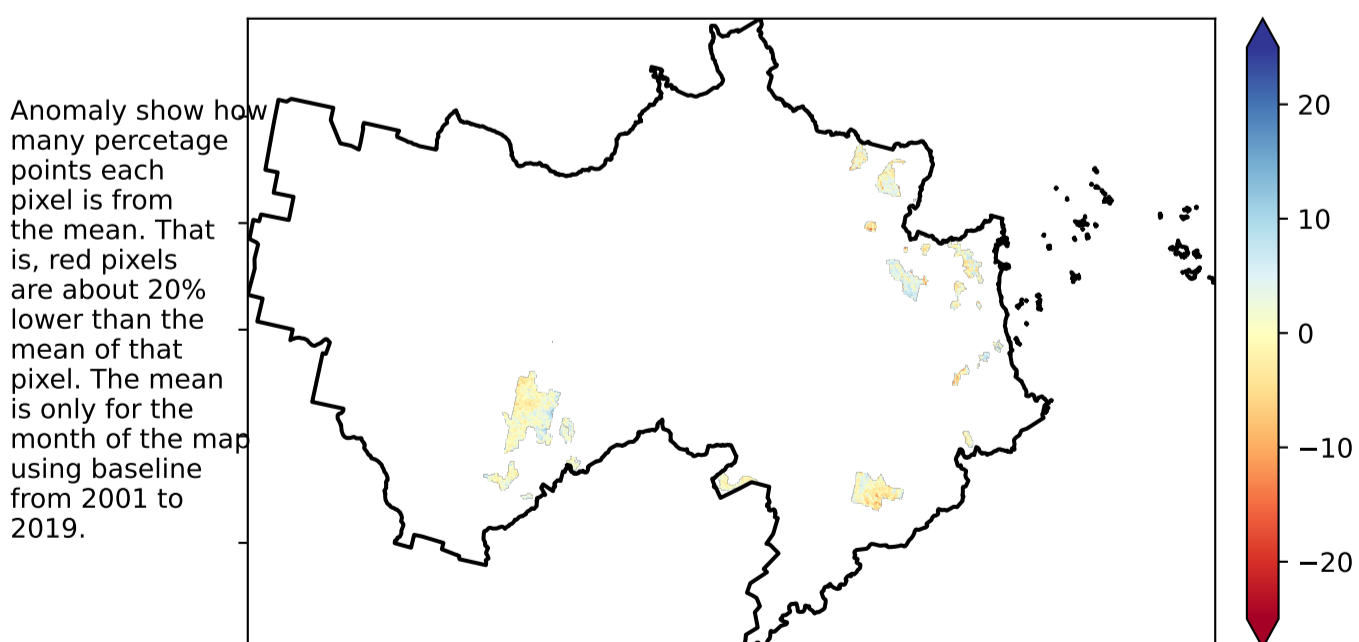 Anomaly show how
many percetage
points each
pixel is from
the mean. That
is, red pixels
are about 20%
lower than the
mean of that
pixel. The mean
is only for the
month of the map
using baseline
from 2001 to
2019.
20
10
0
−10
−20